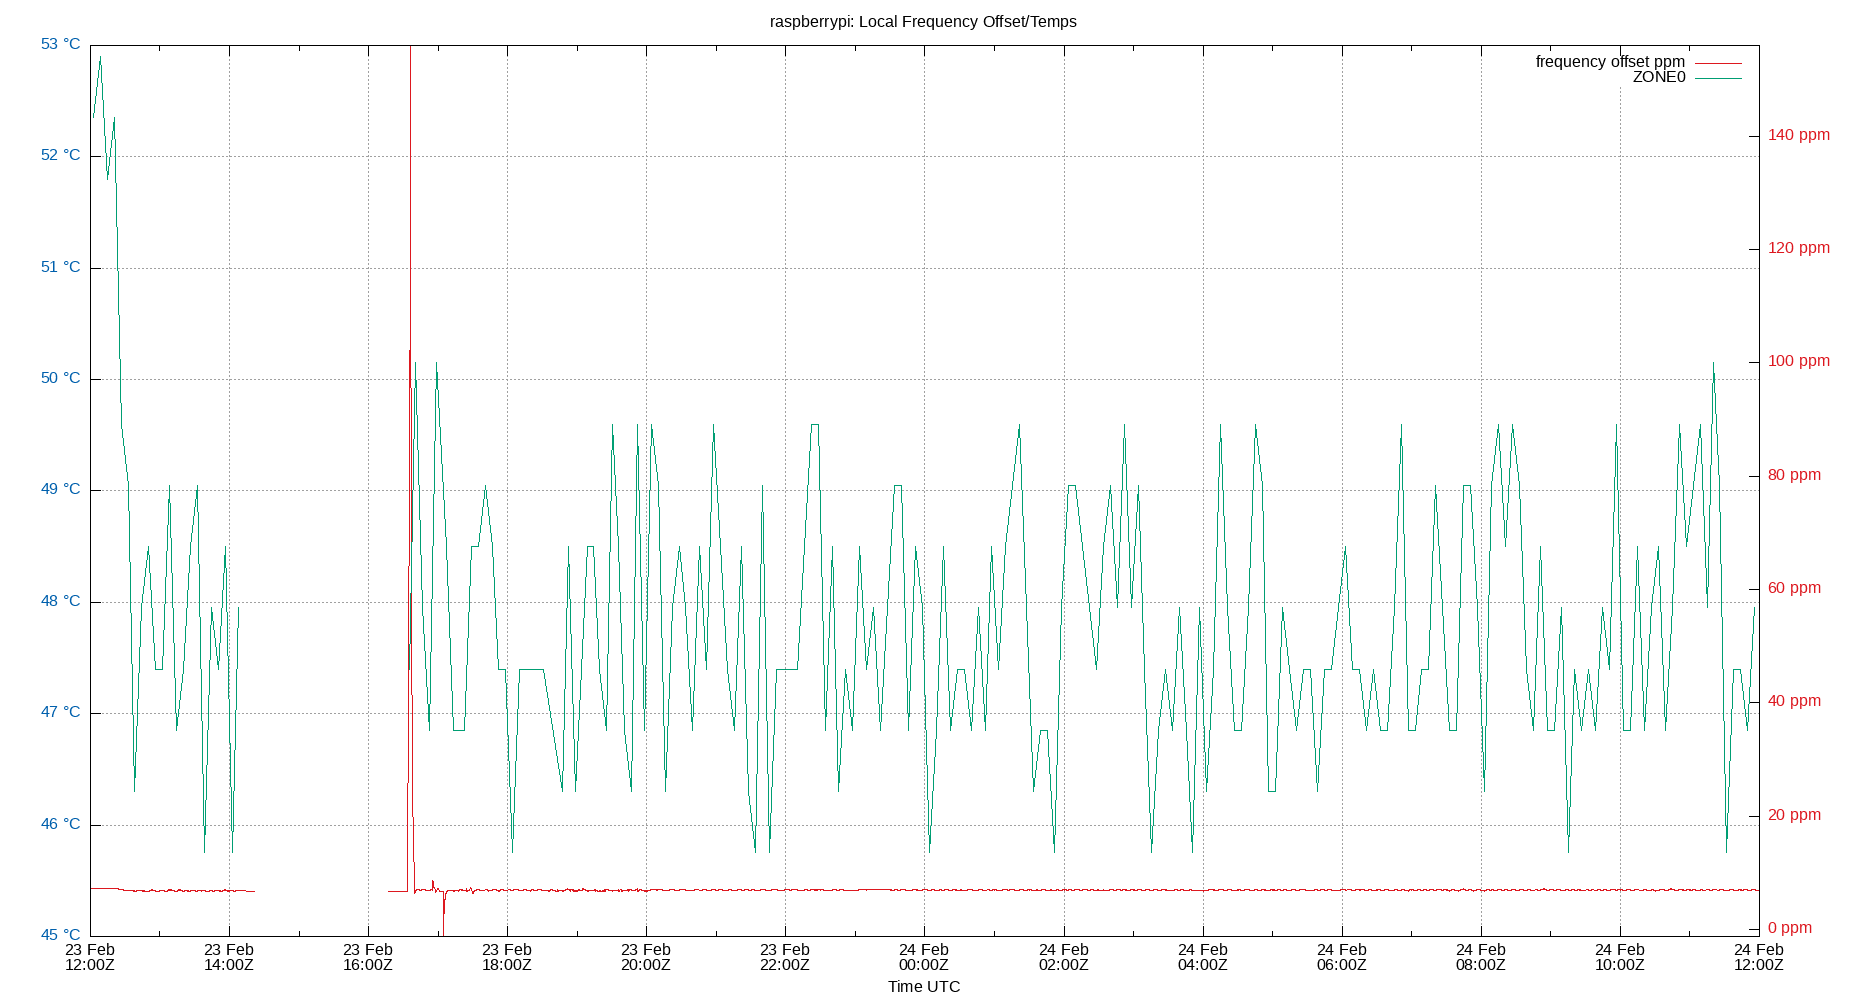 raspberrypi: Local Frequency Offset/Temps
53 °C
52 °C
51 °C
50 °C
49 °C
48 °C
47 °C
46 °C
45 °C
frequency offset ppm
ZONE0
140 ppm
120 ppm
100 ppm
80 ppm
60 ppm
40 ppm
20 ppm
0 ppm
23 Feb 23 Feb 23 Feb 23 Feb 23 Feb 23 Feb 24 Feb 24 Feb 24 Feb 24 Feb 24 Feb 24 Feb 24 Feb
12:00Z 14:00Z 16:00Z 18:00Z 20:00Z 22:00Z 00:00Z 02:00Z 04:00Z 06:00Z 08:00Z 10:00Z 12:00Z
Time UTC